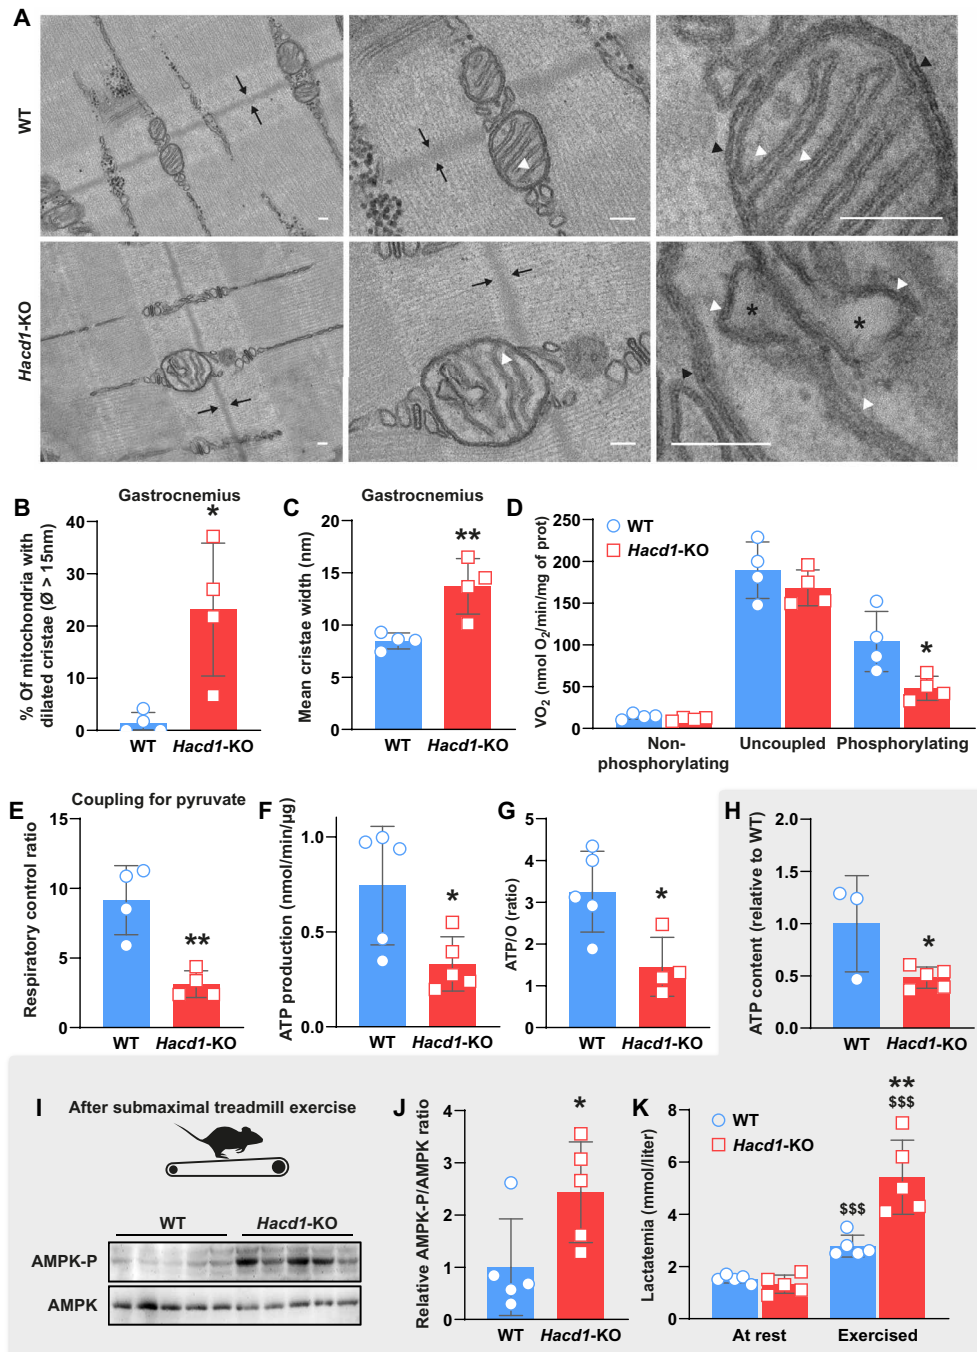 A
WT
Hacd1-KO
*
*
B
Gastrocnemius
% Of mitochondria with
dilated cristae (Ø > 15nm)
40
30
20
10
0
*
WT
Hacd1-KO
C
Gastrocnemius
Mean cristae width (nm)
20
15
10
5
0
**
WT
Hacd1-KO
D
WT
Hacd1-KO
VO₂ (nmol O₂/min/mg of prot)
250
200
150
100
50
0
*
Non-
phosphorylating
Uncoupled
Phosphorylating
E
Coupling for pyruvate
Respiratory control ratio
15
10
5
0
**
WT
Hacd1-KO
F
ATP production (nmol/min/µg)
1.0
0.5
0.0
*
WT
Hacd1-KO
G
ATP/O (ratio)
5
4
3
2
1
0
*
WT
Hacd1-KO
H
ATP content (relative to WT)
2.0
1.5
1.0
0.5
0.0
*
WT
Hacd1-KO
I
After submaximal treadmill exercise
WT
Hacd1-KO
AMPK-P
AMPK
J
Relative AMPK-P/AMPK ratio
4
3
2
1
0
*
WT
Hacd1-KO
K
WT
Hacd1-KO
Lactatemia (mmol/liter)
8
6
4
2
0
$$$
**
$$$
At rest
Exercised